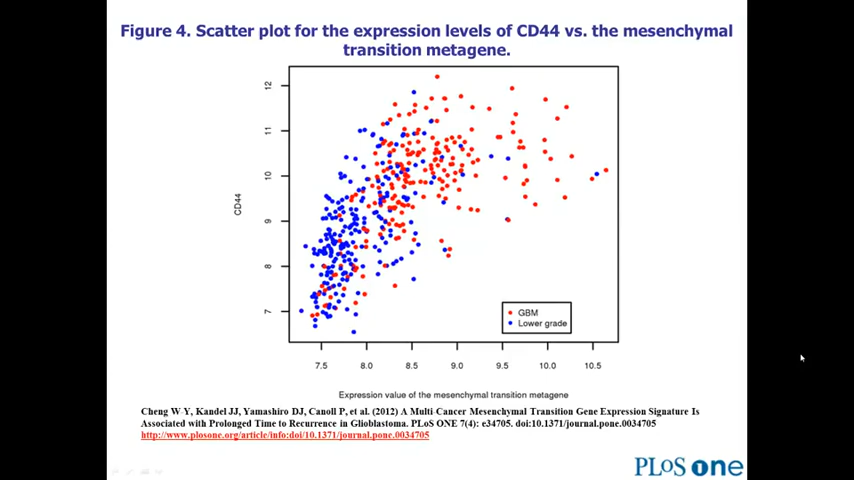 Figure 4. Scatter plot for the expression levels of CD44 vs. the mesenchymal
transition metagene.
12
11
10
9
8
7
CD44
GBM
Lower grade
7.5 8.0 8.5 9.0 9.5 10.0 10.5
Expression value of the mesenchymal transition metagene
Cheng W-Y, Kandel JJ, Yamashiro DJ, Canoll P, et al. (2012) A Multi-Cancer Mesenchymal Transition Gene Expression Signature Is
Associated with Prolonged Time to Recurrence in Glioblastoma. PLoS ONE 7(4): e34705. doi:10.1371/journal.pone.0034705
http://www.plosone.org/article/info:doi/10.1371/journal.pone.0034705
PLoS one